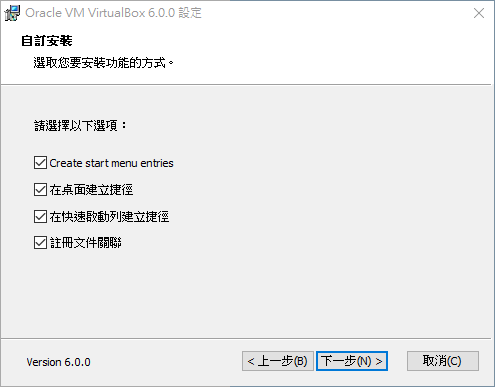 Oracle VM VirtualBox 6.0.0 設定
自訂安裝
選取您要安裝功能的方式。
請選擇以下選項：
Create start menu entries
在桌面建立捷徑
在快速啟動列建立捷徑
註冊文件關聯
Version 6.0.0
< 上一步(B)
下一步(N) >
取消(C)